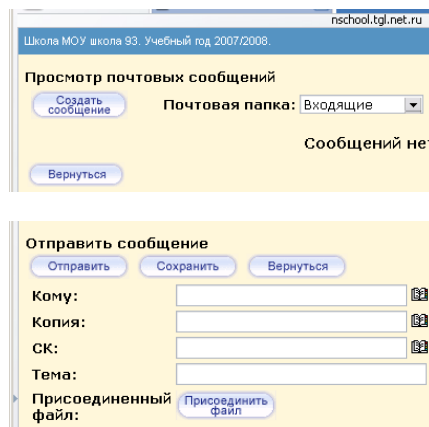 nschool.tgl.net.ru
Школа МОУ школа 93. Учебный год 2007/2008.
Просмотр почтовых сообщений
Создать сообщение
Почтовая папка: Входящие
Сообщений нет
Вернуться
Отправить сообщение
Отправить Сохранить Вернуться
Кому:
Копия:
СК:
Тема:
Присоединенный файл:
Присоединить файл